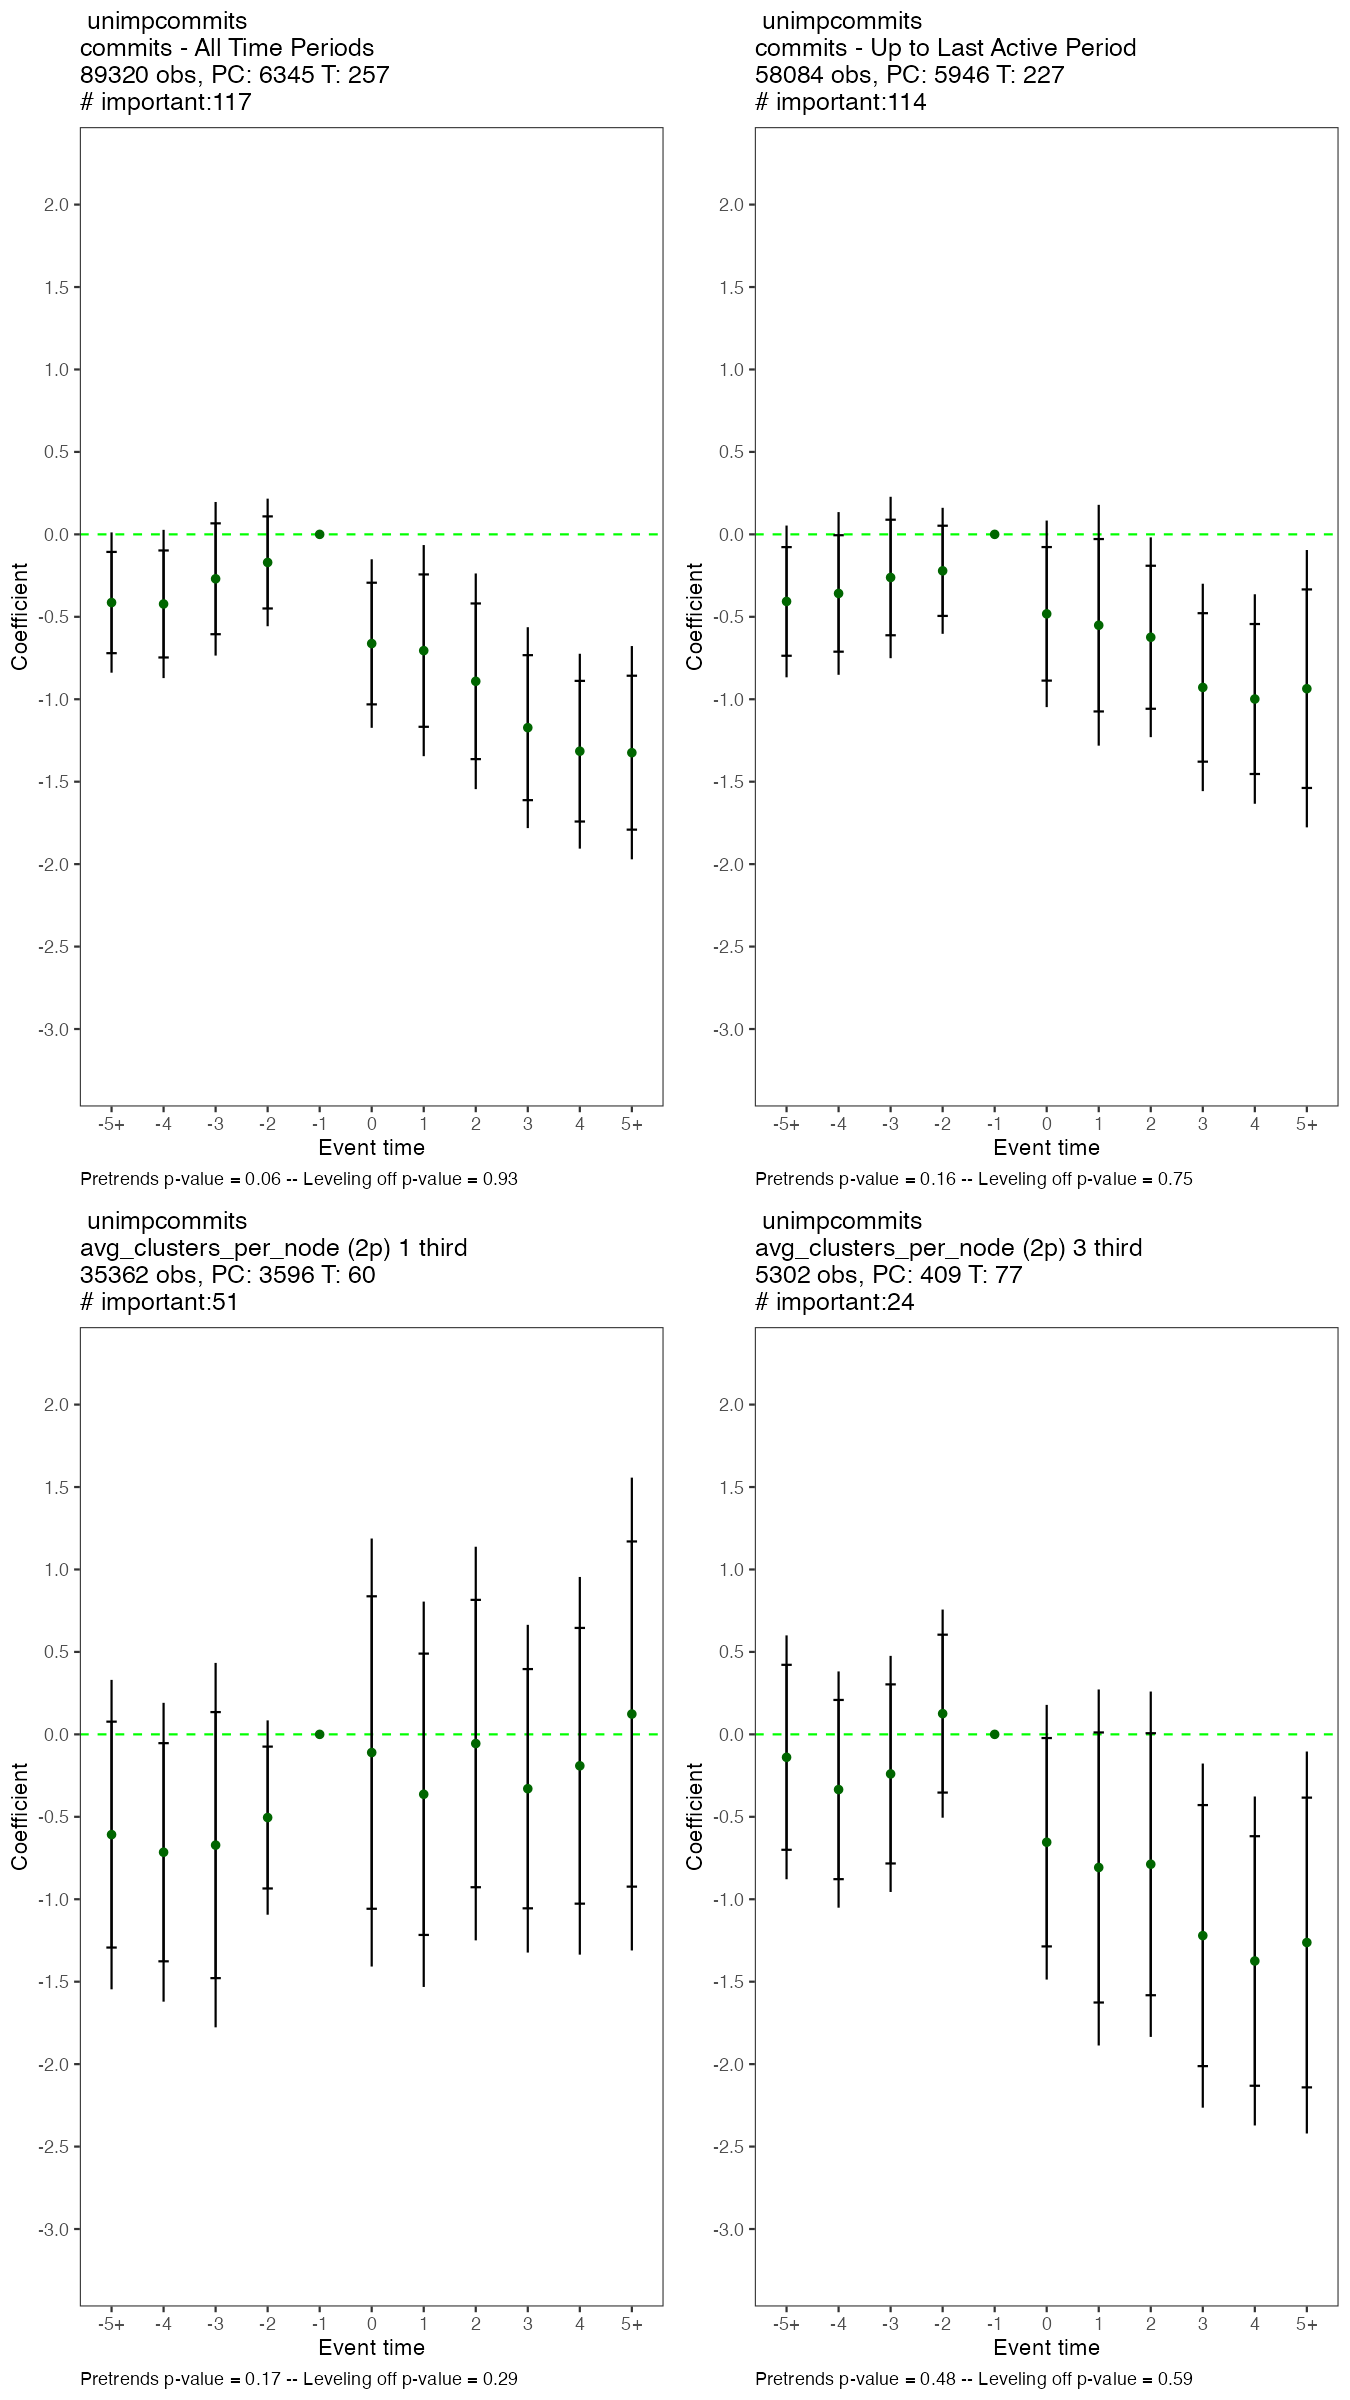 unimpcommits
commits - All Time Periods
89320 obs, PC: 6345 T: 257
# important:117
Coefficient
2.0
1.5
1.0
0.5
0.0
-0.5
-1.0
-1.5
-2.0
-2.5
-3.0
-5+ -4 -3 -2 -1 0 1 2 3 4 5+
Event time
Pretrends p-value = 0.06 -- Leveling off p-value = 0.93
unimpcommits
commits - Up to Last Active Period
58084 obs, PC: 5946 T: 227
# important:114
Coefficient
2.0
1.5
1.0
0.5
0.0
-0.5
-1.0
-1.5
-2.0
-2.5
-3.0
-5+ -4 -3 -2 -1 0 1 2 3 4 5+
Event time
Pretrends p-value = 0.16 -- Leveling off p-value = 0.75
unimpcommits
avg_clusters_per_node (2p) 1 third
35362 obs, PC: 3596 T: 60
# important:51
Coefficient
2.0
1.5
1.0
0.5
0.0
-0.5
-1.0
-1.5
-2.0
-2.5
-3.0
-5+ -4 -3 -2 -1 0 1 2 3 4 5+
Event time
Pretrends p-value = 0.17 -- Leveling off p-value = 0.29
unimpcommits
avg_clusters_per_node (2p) 3 third
5302 obs, PC: 409 T: 77
# important:24
Coefficient
2.0
1.5
1.0
0.5
0.0
-0.5
-1.0
-1.5
-2.0
-2.5
-3.0
-5+ -4 -3 -2 -1 0 1 2 3 4 5+
Event time
Pretrends p-value = 0.48 -- Leveling off p-value = 0.59